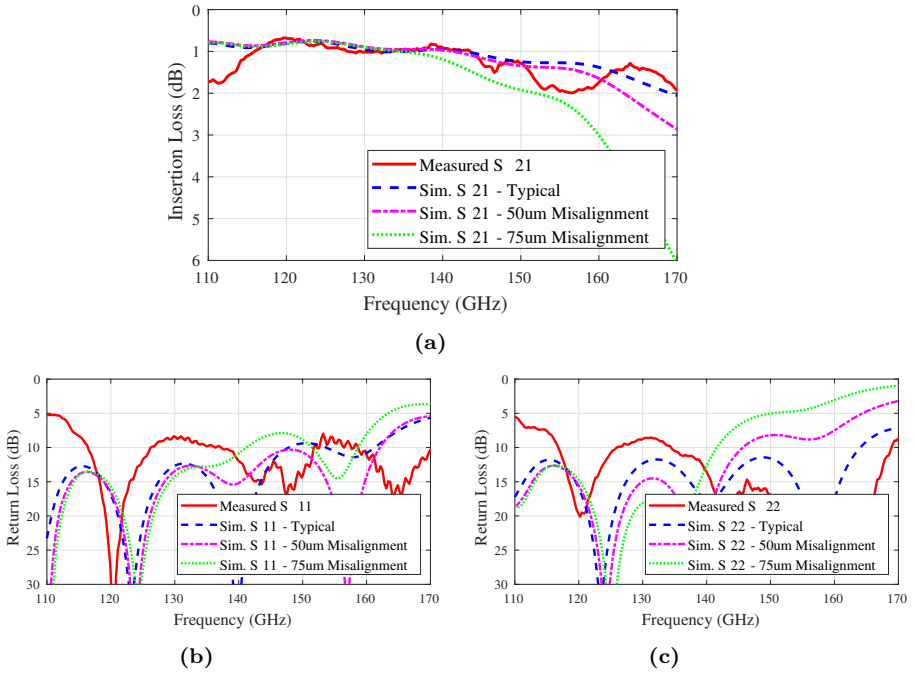 0
1
2
3
4
5
6
Insertion Loss (dB)
Measured S 21
Sim. S 21 - Typical
Sim. S 21 - 50um Misalignment
Sim. S 21 - 75um Misalignment
110 120 130 140 150 160 170
Frequency (GHz)
(a)
0
5
10
15
20
25
30
Return Loss (dB)
Measured S 11
Sim. S 11 - Typical
Sim. S 11 - 50um Misalignment
Sim. S 11 - 75um Misalignment
110 120 130 140 150 160 170
Frequency (GHz)
(b)
0
5
10
15
20
25
30
Return Loss (dB)
Measured S 22
Sim. S 22 - Typical
Sim. S 22 - 50um Misalignment
Sim. S 22 - 75um Misalignment
110 120 130 140 150 160 170
Frequency (GHz)
(c)